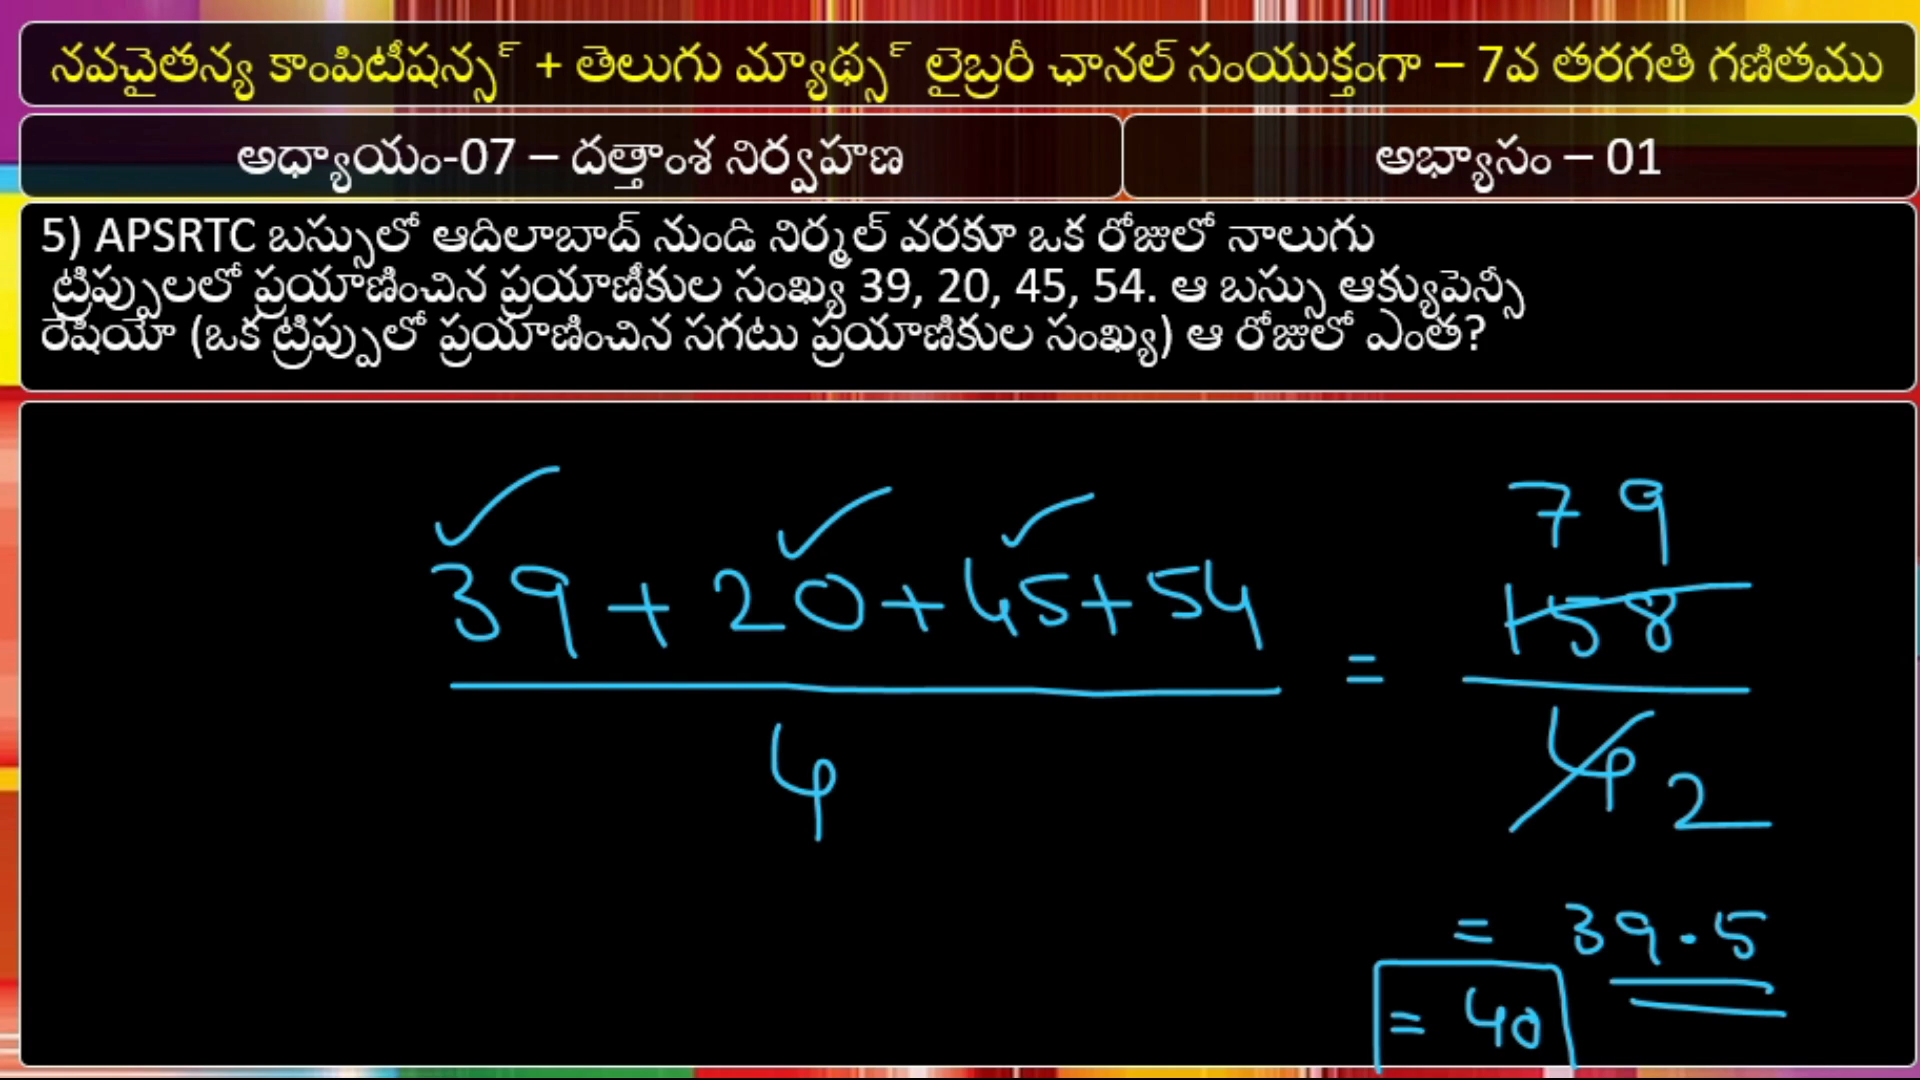 నవచైతన్య కాంపిటీషన్స్ + తెలుగు మ్యాథ్స్ లైబ్రరీ ఛానల్ సంయుక్తంగా – 7వ తరగతి గణితము
అధ్యాయం-07 – దత్తాంశ నిర్వహణ
అభ్యాసం – 01
5) APSRTC బస్సులో ఆదిలాబాద్ నుండి నిర్మల్ వరకూ ఒక రోజులో నాలుగు
ట్రిప్పులలో ప్రయాణించిన ప్రయాణీకుల సంఖ్య 39, 20, 45, 54. ఆ బస్సు ఆక్యుపెన్సీ
రేషియో (ఒక ట్రిప్పులో ప్రయాణించిన సగటు ప్రయాణికుల సంఖ్య) ఆ రోజులో ఎంత?
79
39 + 20 + 45 + 54 = 158
4 4 2
= 39.5
= 40